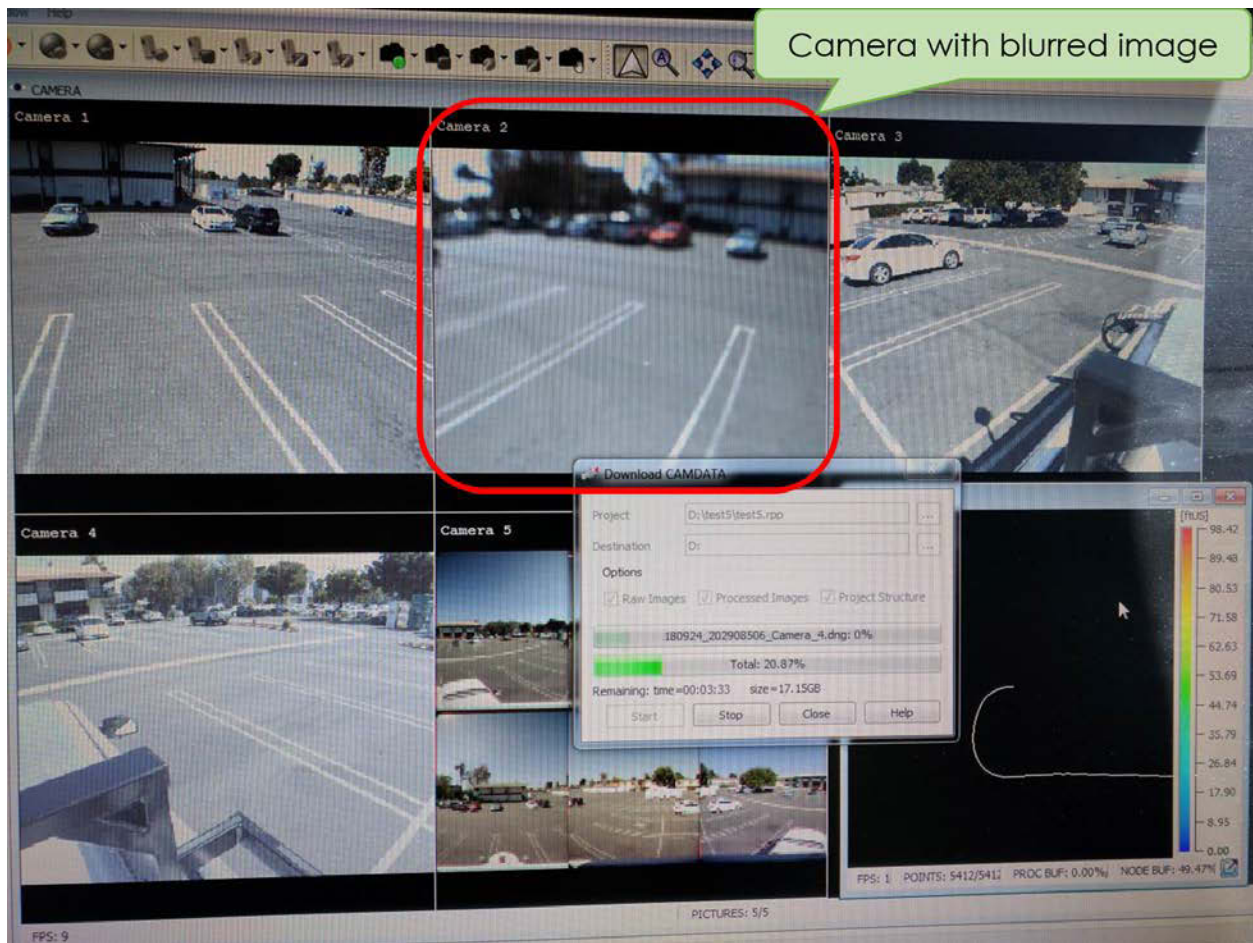 Help
Camera with blurred image
CAMERA
Camera 1
Camera 2
Camera 3
Camera 4
Camera 5
Download CAMDATA
Project D:\test5\test5.rpp ...
Destination D: ...
Options
Raw Images Processed Images Project Structure
180924_202908506_Camera_4.dng: 0%
Total: 20.87%
Remaining: time=00:03:33 size=17.15GB
Start Stop Close Help
[ftUS]
98.42
89.48
80.53
71.58
62.63
53.69
44.74
35.79
26.84
17.90
8.95
0.00
FPS: 1 POINTS: 5412/5412 PROC BUF: 0.00% NODE BUF: 49.47%
PICTURES: 5/5
FPS: 9